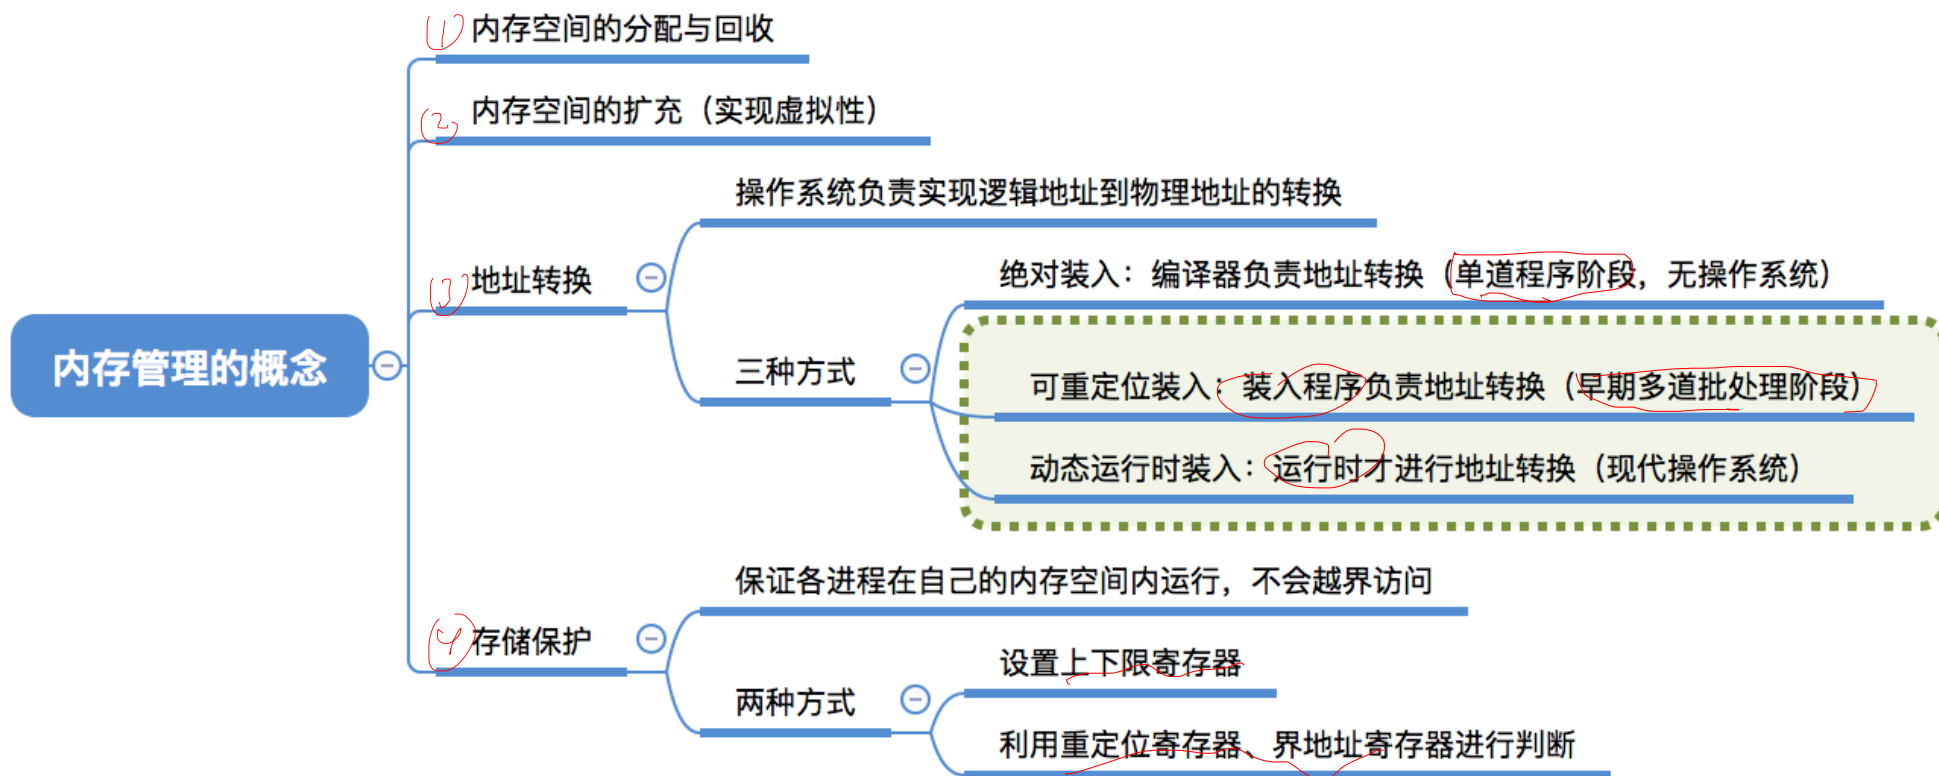 ① 内存空间的分配与回收
② 内存空间的扩充（实现虚拟性）
操作系统负责实现逻辑地址到物理地址的转换
③ 地址转换
绝对装入：编译器负责地址转换（单道程序阶段，无操作系统）
内存管理的概念
三种方式
可重定位装入：装入程序负责地址转换（早期多道批处理阶段）
动态运行时装入：运行时才进行地址转换（现代操作系统）
保证各进程在自己的内存空间内运行，不会越界访问
④ 存储保护
设置上下限寄存器
两种方式
利用重定位寄存器、界地址寄存器进行判断